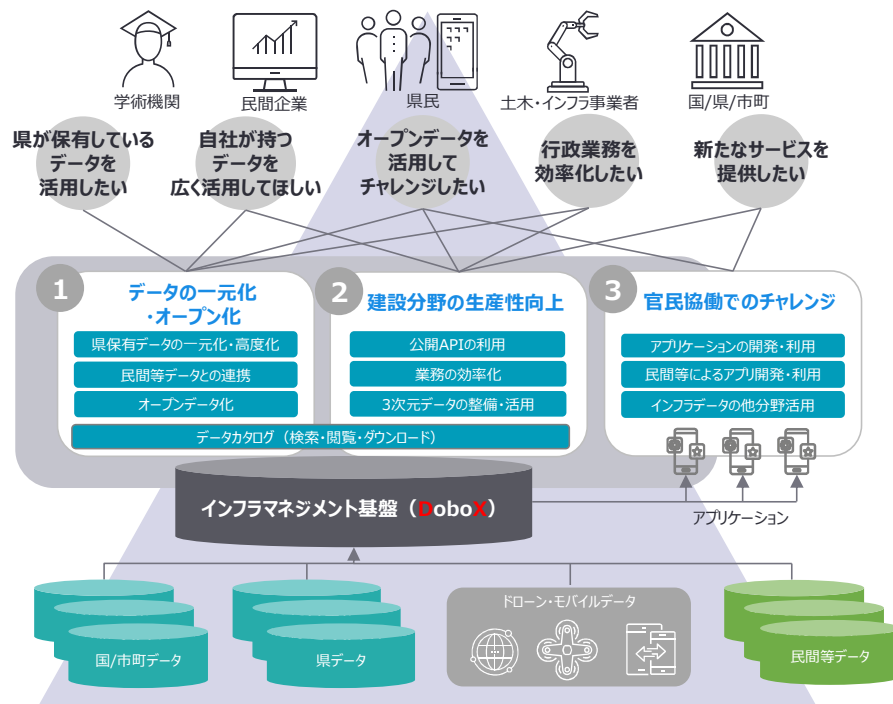 学術機関
民間企業
県民
土木・インフラ事業者
国/県/市町
県が保有している
データを
活用したい
自社が持つ
データを
広く活用してほしい
オープンデータを
活用して
チャレンジしたい
行政業務を
効率化したい
新たなサービスを
提供したい
1
データの一元化
・オープン化
県保有データの一元化・高度化
民間等データとの連携
オープンデータ化
2
建設分野の生産性向上
公開APIの利用
業務の効率化
3次元データの整備・活用
データカタログ（検索・閲覧・ダウンロード）
3
官民協働でのチャレンジ
アプリケーションの開発・利用
民間等によるアプリ開発・利用
インフラデータの他分野活用
インフラマネジメント基盤（DoboX）
アプリケーション
国/市町データ
県データ
ドローン・モバイルデータ
民間等データ